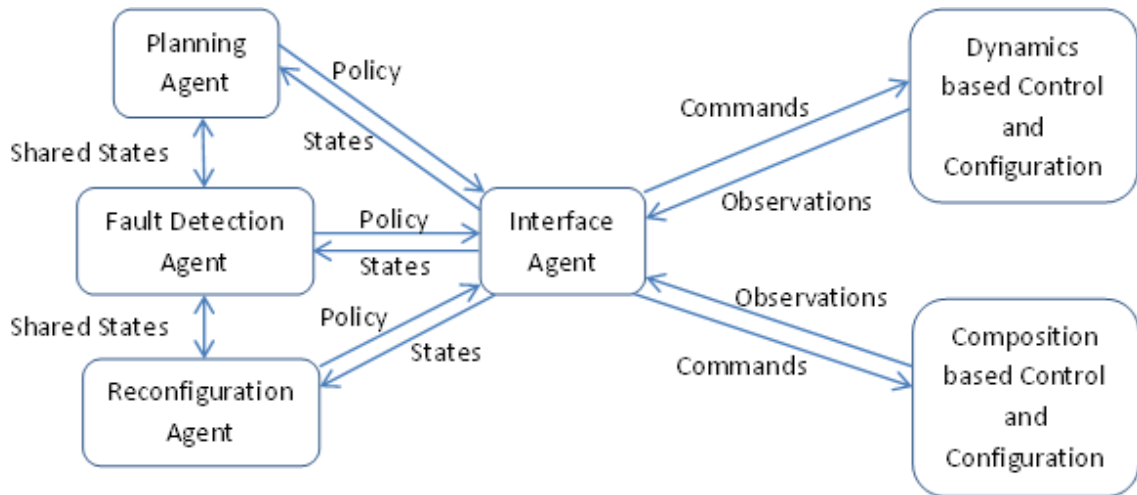 Planning
Agent
Policy
States
Shared States
Fault Detection
Agent
Policy
States
Shared States
Reconfiguration
Agent
Policy
States
Interface
Agent
Commands
Observations
Observations
Commands
Dynamics
based Control
and
Configuration
Composition
based Control
and
Configuration